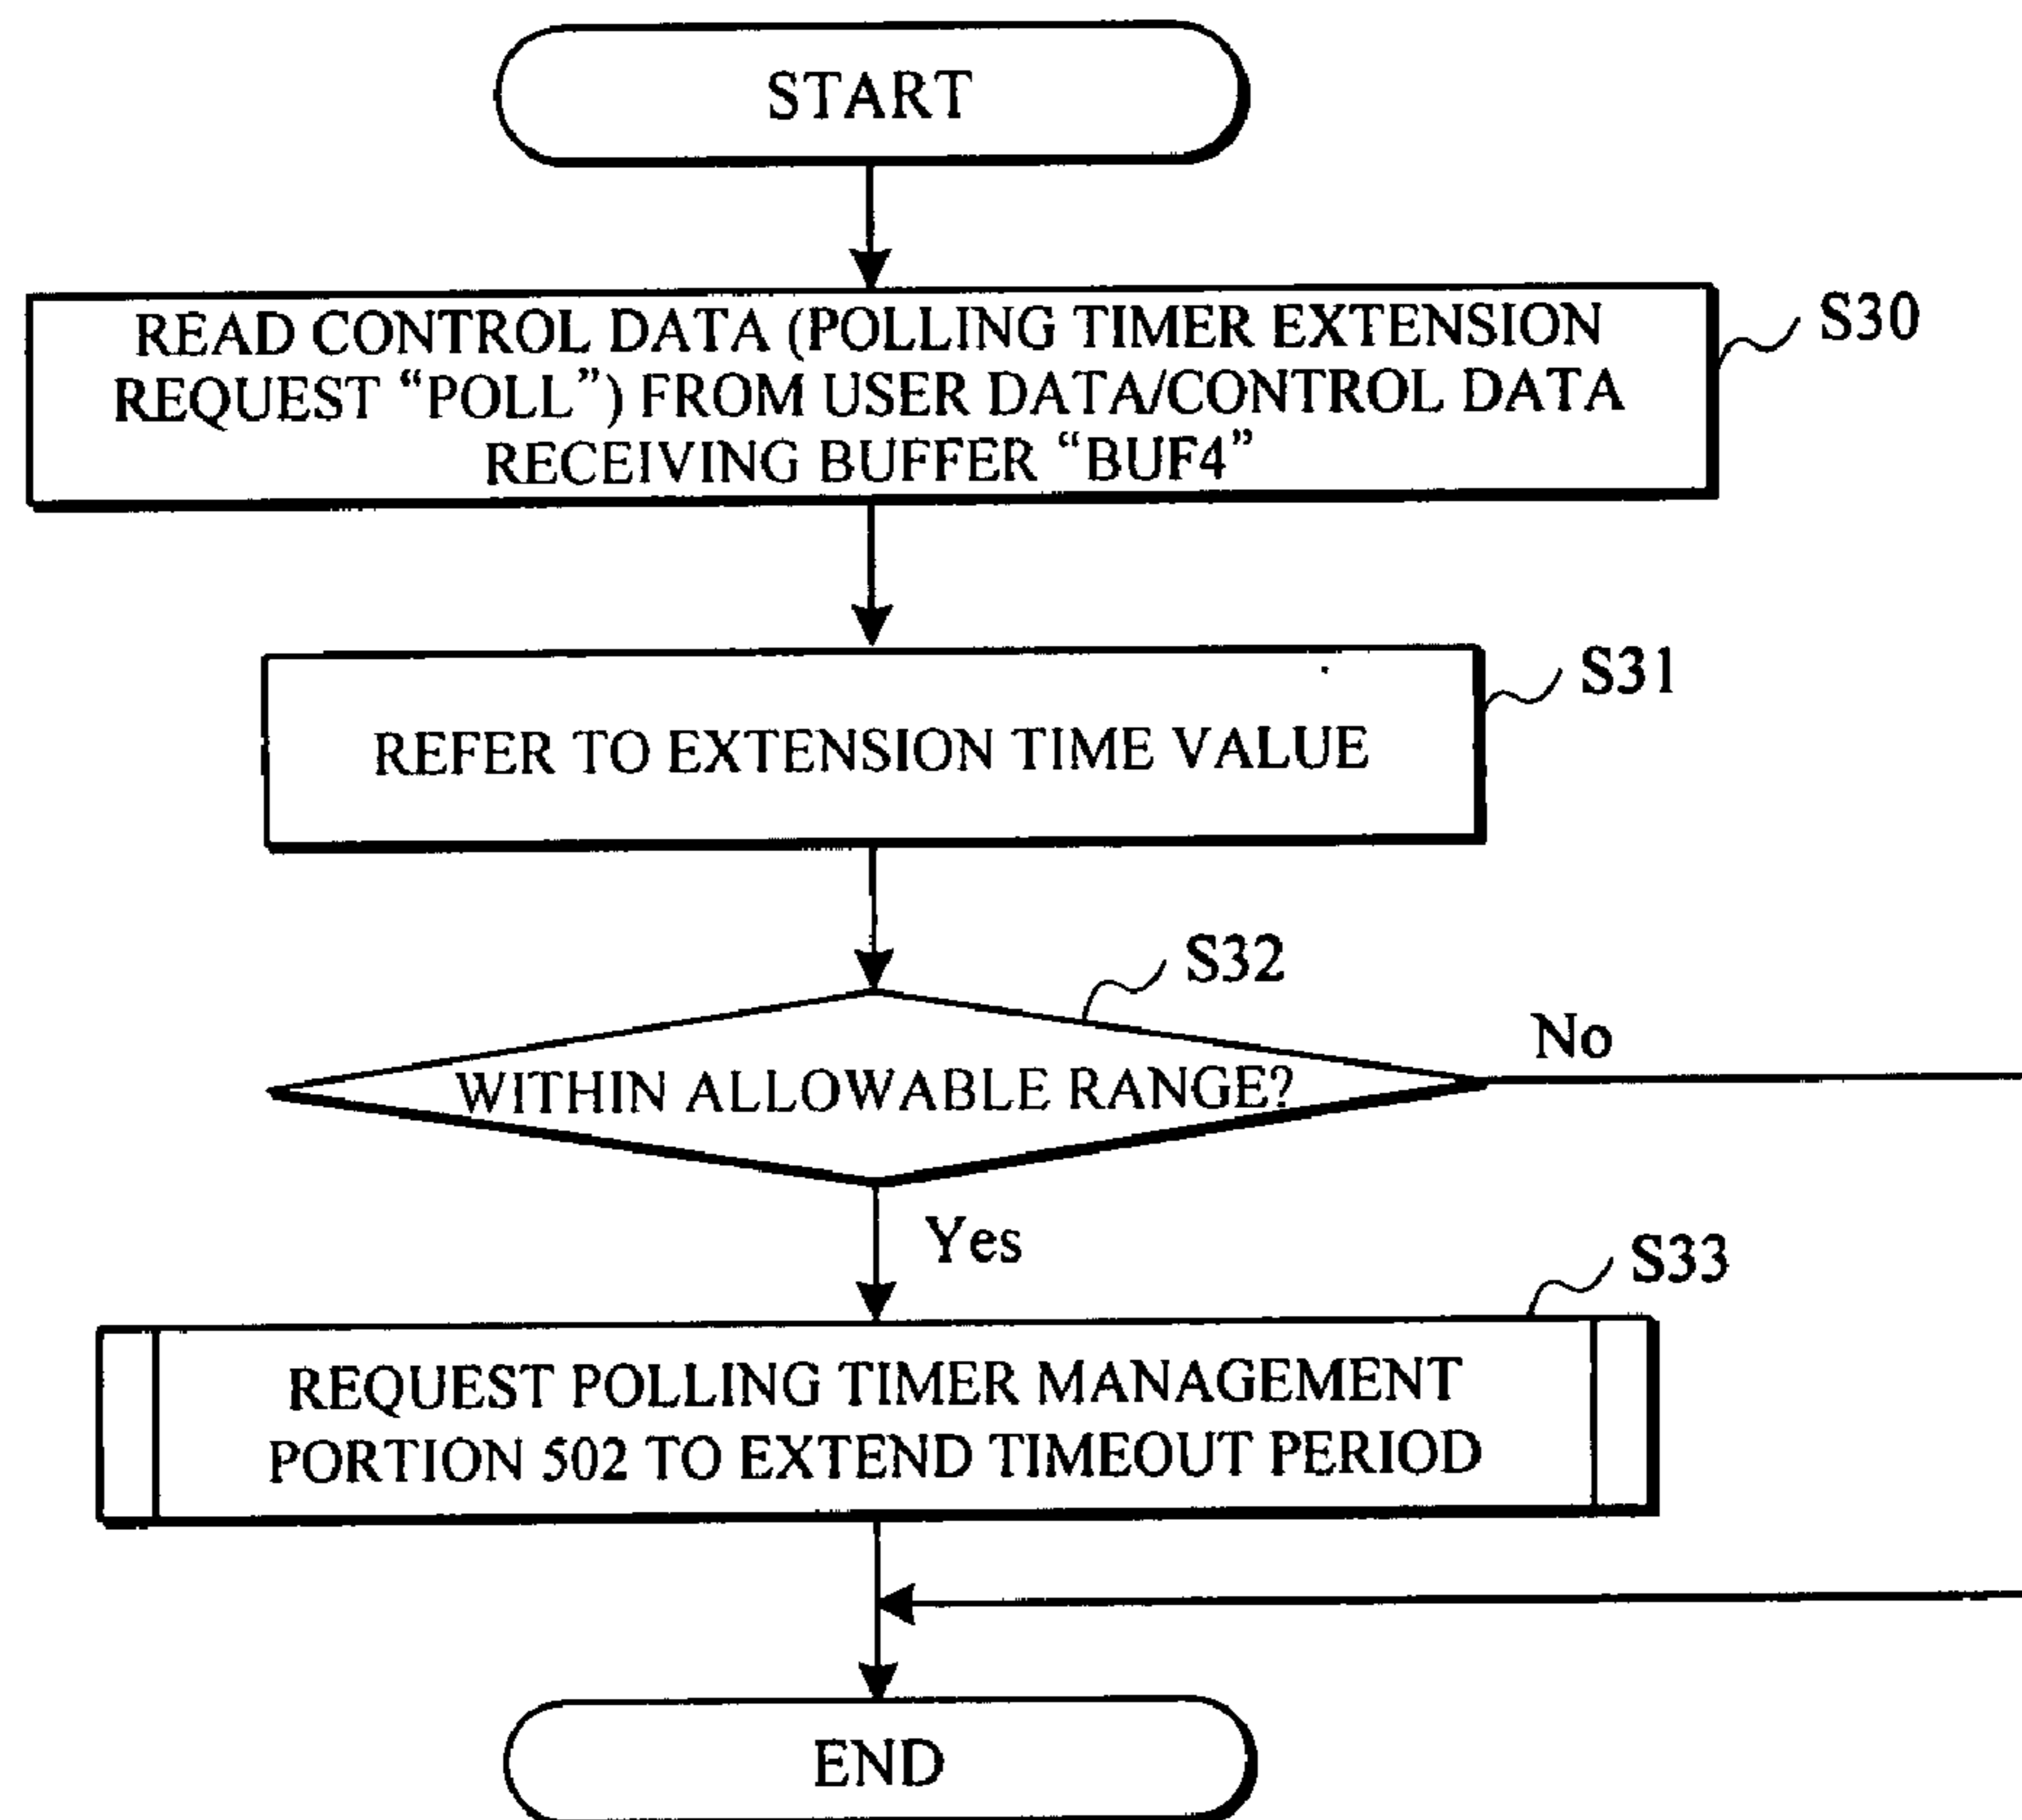 START
READ CONTROL DATA (POLLING TIMER EXTENSION
REQUEST “POLL”) FROM USER DATA/CONTROL DATA
RECEIVING BUFFER “BUF4”
S30
REFER TO EXTENSION TIME VALUE
S31
S32
WITHIN ALLOWABLE RANGE?
No
Yes
S33
REQUEST POLLING TIMER MANAGEMENT
PORTION 502 TO EXTEND TIMEOUT PERIOD
END